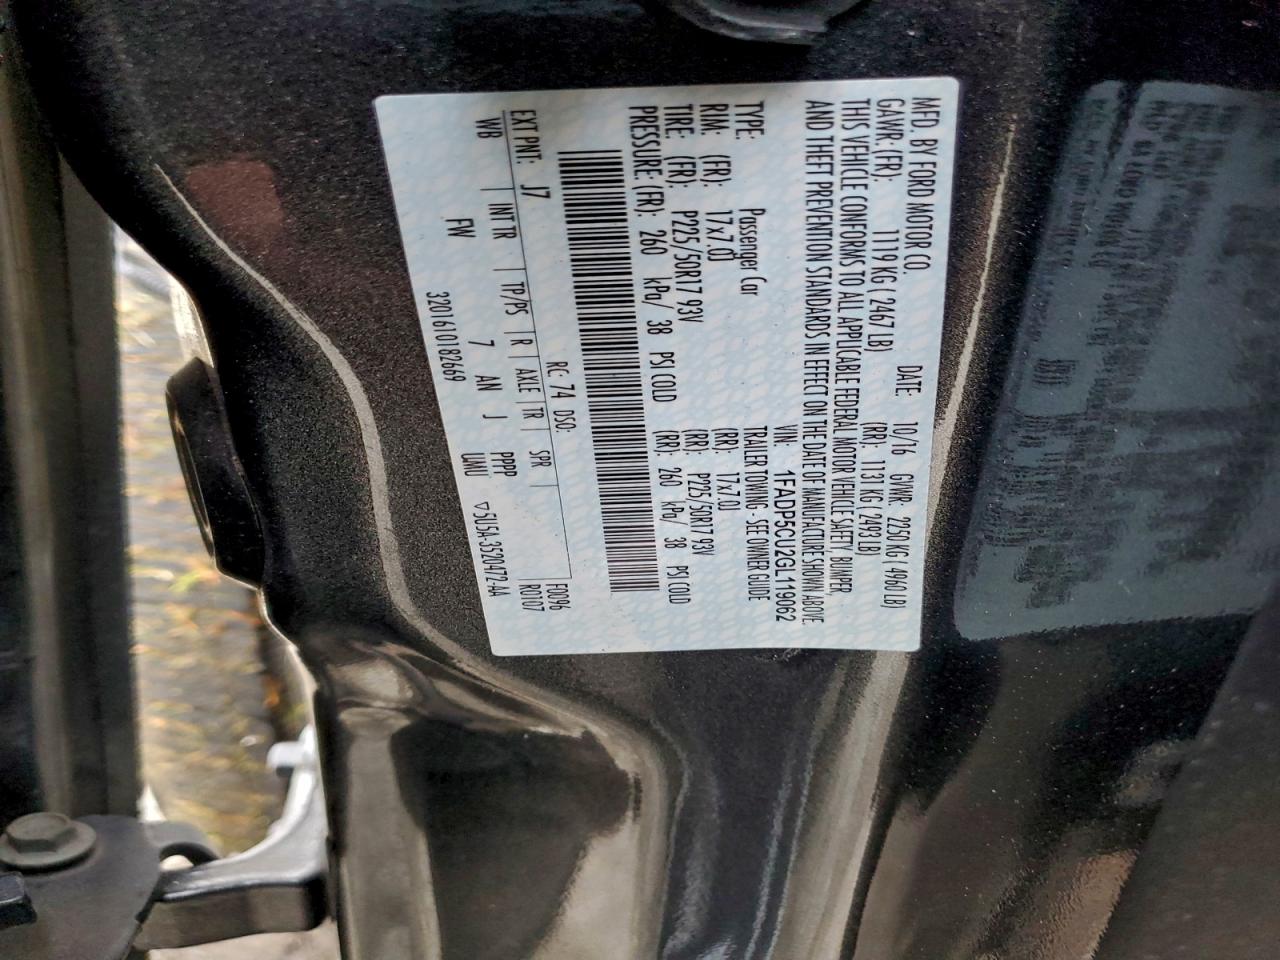 MFD. BY FORD MOTOR CO.
DATE: 10/16 GVWR: 2250 KG ( 4960 LB)
GAWR: (FR): 1119 KG ( 2467 LB) (RR): 1131 KG ( 2493 LB)
THIS VEHICLE CONFORMS TO ALL APPLICABLE FEDERAL MOTOR VEHICLE SAFETY, BUMPER,
AND THEFT PREVENTION STANDARDS IN EFFECT ON THE DATE OF MANUFACTURE SHOWN ABOVE.
VIN: 1FADP5CU2GL119062
TYPE: Passenger Car TRAILER TOWING - SEE OWNER GUIDE
RIM: (FR): 17x7.0J (RR): 17x7.0J
TIRE: (FR): P225/50R17 93V (RR): P225/50R17 93V
PRESSURE (FR): 260 kPa/ 38 PSI COLD (RR): 260 kPa/ 38 PSI COLD
EXT PNT: J7 RC: 74 DSO: F0096
R0107
WB INT TR TP/PS R AXLE TR SPR
FW 7 AN J PPPP
3201610182669 UMU ▽5U5A-3520472-AA